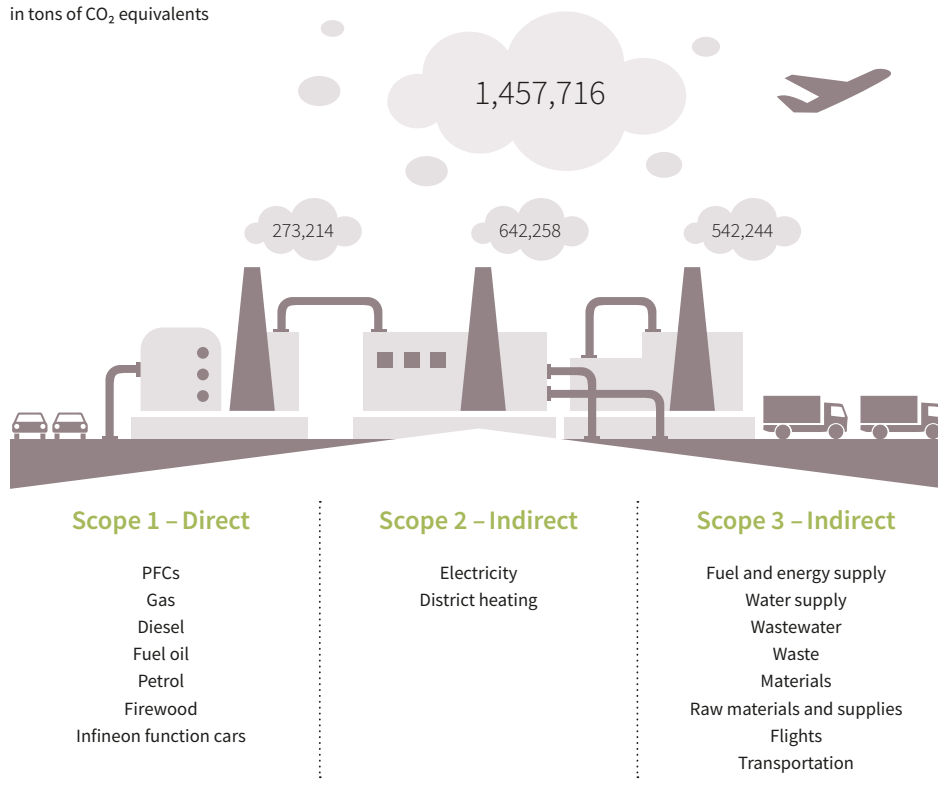 in tons of CO₂ equivalents
1,457,716
273,214
642,258
542,244
Scope 1 – Direct
PFCs
Gas
Diesel
Fuel oil
Petrol
Firewood
Infineon function cars
Scope 2 – Indirect
Electricity
District heating
Scope 3 – Indirect
Fuel and energy supply
Water supply
Wastewater
Waste
Materials
Raw materials and supplies
Flights
Transportation